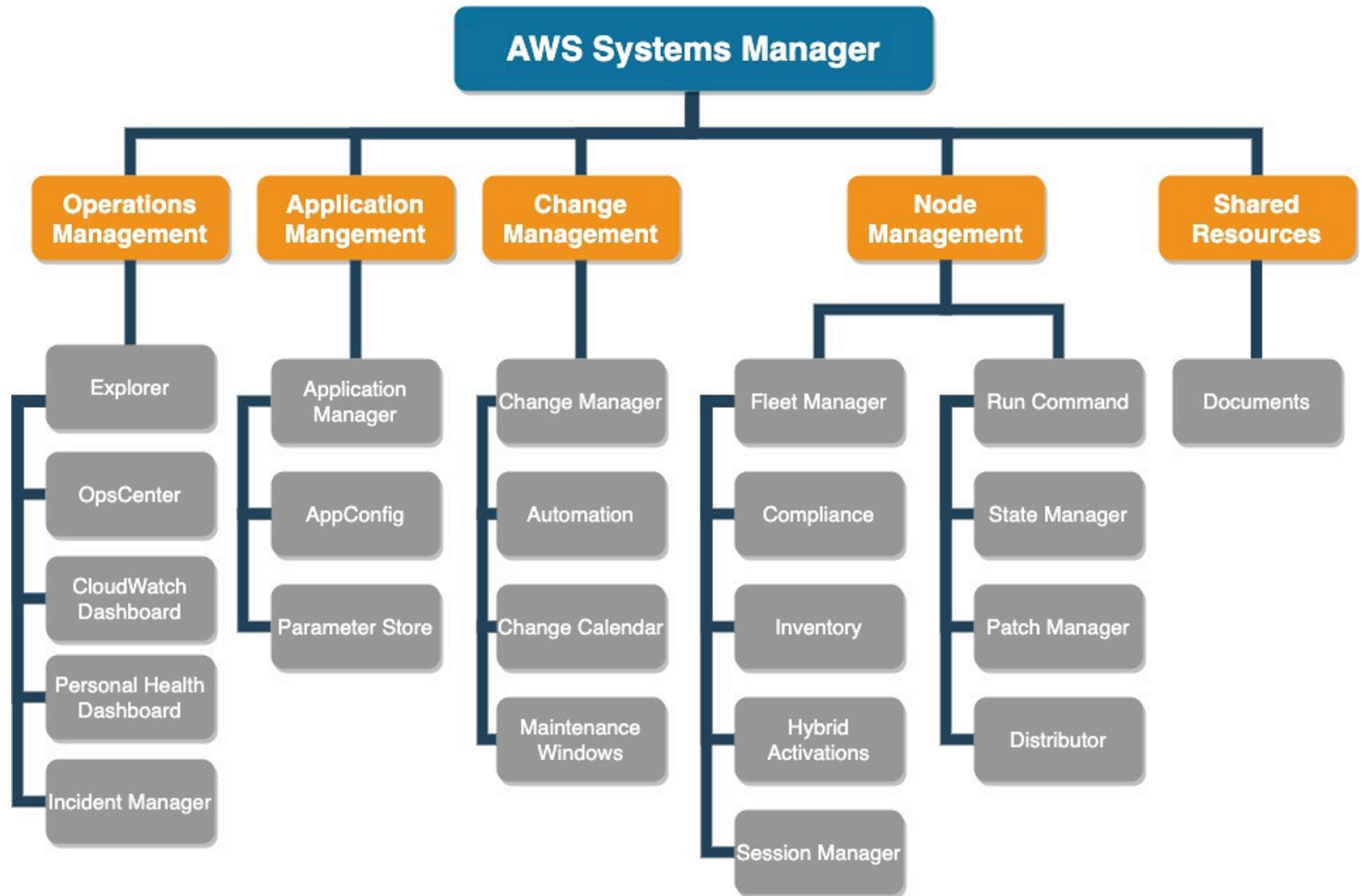 AWS Systems Manager
Operations
Management
Application
Mangement
Change
Management
Node
Management
Shared
Resources
Explorer
OpsCenter
CloudWatch
Dashboard
Personal Health
Dashboard
Incident Manager
Application
Manager
AppConfig
Parameter Store
Change Manager
Automation
Change Calendar
Maintenance
Windows
Fleet Manager
Compliance
Inventory
Hybrid
Activations
Session Manager
Run Command
State Manager
Patch Manager
Distributor
Documents